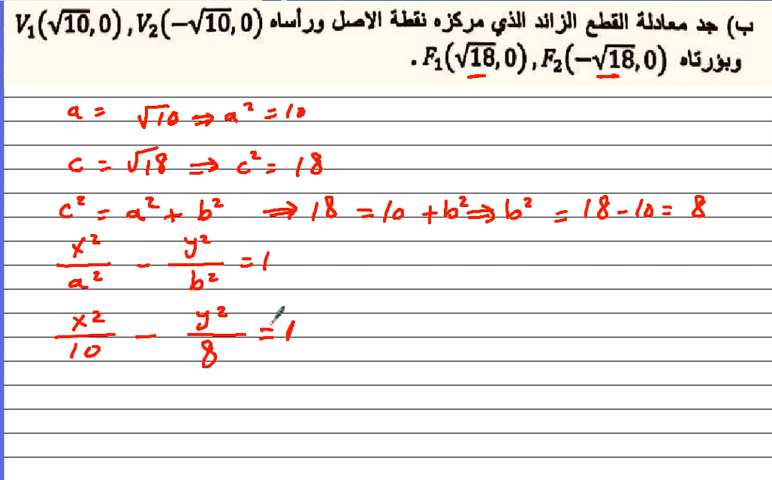 ب) جد معادلة القطع الزائد الذي مركزه نقطة الاصل ورأساه V₁(√10,0), V₂(−√10,0)
وبؤرتاه F₁(√18,0), F₂(−√18,0) .
a = √10 ⇒ a² = 10
c = √18 ⇒ c² = 18
c² = a² + b² ⇒ 18 = 10 + b² ⇒ b² = 18 - 10 = 8
x²/a² - y²/b² = 1
x²/10 - y²/8 = 1